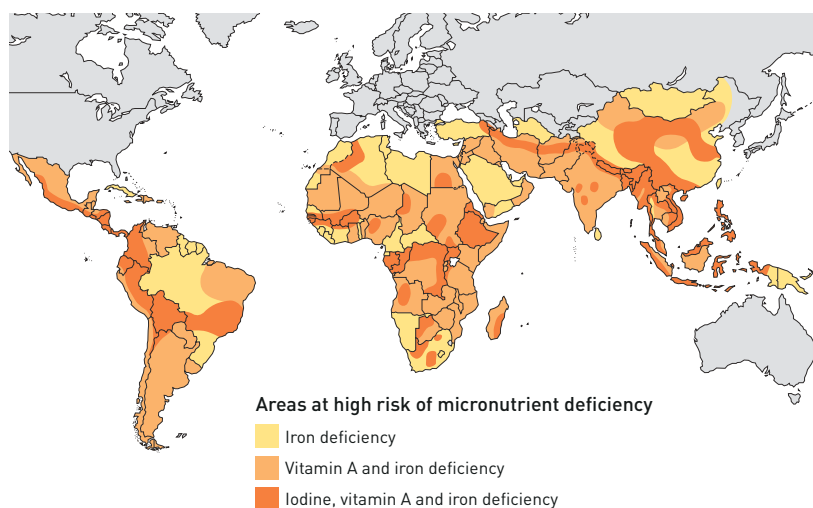 Areas at high risk of micronutrient deficiency
Iron deficiency
Vitamin A and iron deficiency
Iodine, vitamin A and iron deficiency